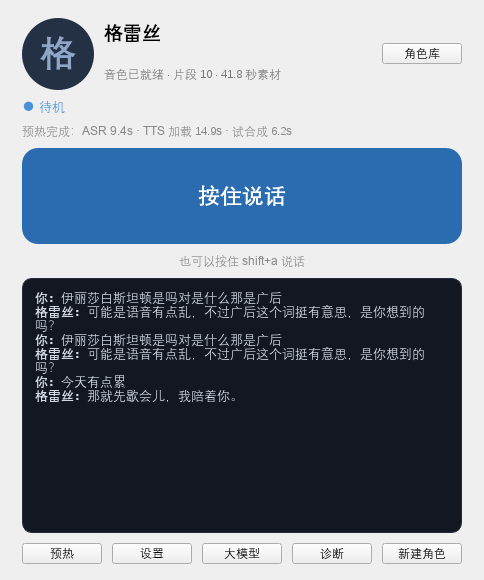 格
格雷丝
音色已就绪 · 片段 10 · 41.8 秒素材
角色库
待机
预热完成：ASR 9.4s · TTS 加载 14.9s · 试合成 6.2s
按住说话
也可以按住 shift+a 说话
你：伊丽莎白斯坦顿是吗对是什么那是广后
格雷丝：可能是语音有点乱，不过广后这个词挺有意思，是你想到的
吗？
你：伊丽莎白斯坦顿是吗对是什么那是广后
格雷丝：可能是语音有点乱，不过广后这个词挺有意思，是你想到的
吗？
你：今天有点累
格雷丝：那就先歇会儿，我陪着你。
预热
设置
大模型
诊断
新建角色